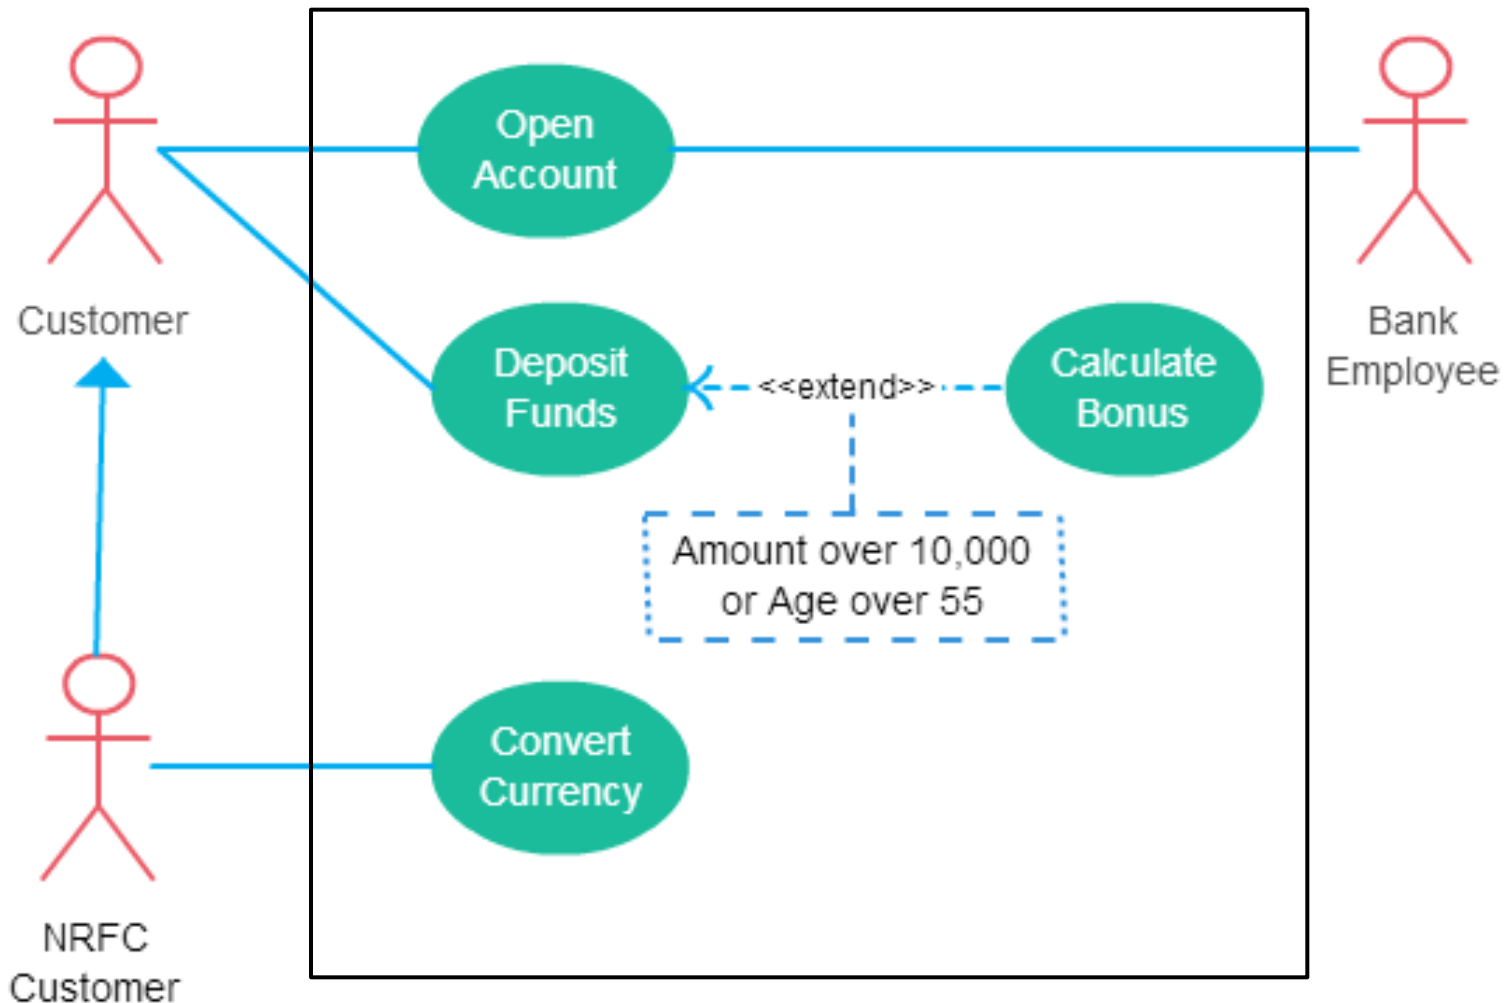 Open
Account
Customer
Bank
Employee
Deposit
Funds
<<extend>>
Calculate
Bonus
Amount over 10,000
or Age over 55
Convert
Currency
NRFC
Customer